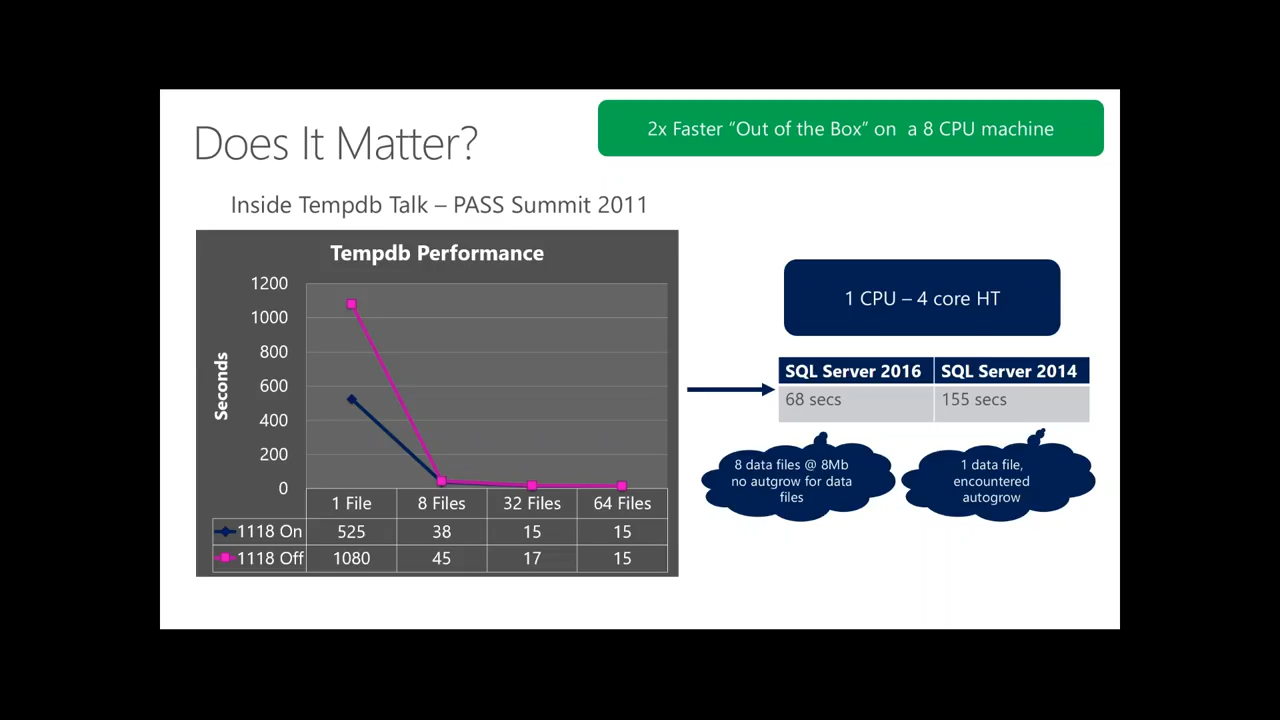 Does It Matter?
2x Faster “Out of the Box” on a 8 CPU machine
Inside Tempdb Talk – PASS Summit 2011
Tempdb Performance
Seconds
1200
1000
800
600
400
200
0
1 File 8 Files 32 Files 64 Files
1118 On 525 38 15 15
1118 Off 1080 45 17 15
1 CPU – 4 core HT
SQL Server 2016 SQL Server 2014
68 secs 155 secs
8 data files @ 8Mb
no autgrow for data
files
1 data file,
encountered
autogrow